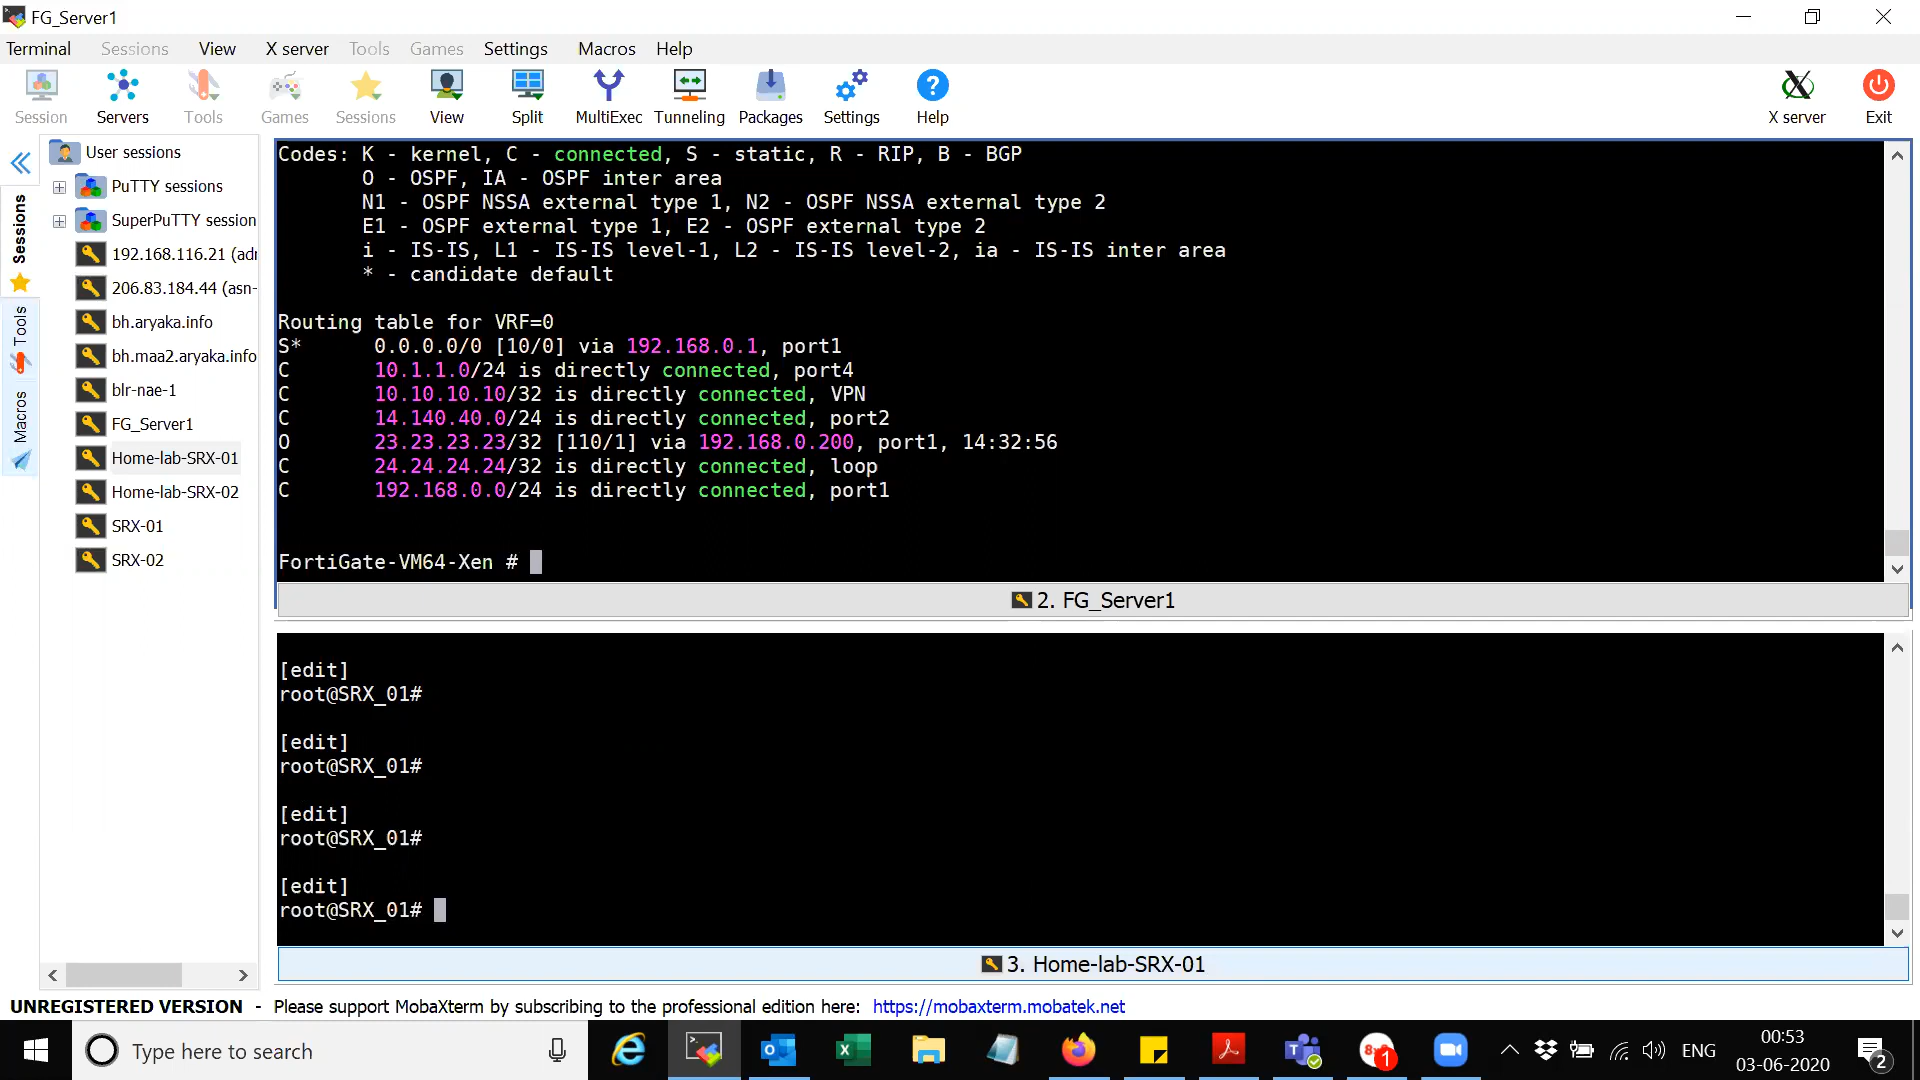 FG_Server1
Terminal Sessions View X server Tools Games Settings Macros Help
Session Servers Tools Games Sessions View Split MultiExec Tunneling Packages Settings Help X server Exit
Sessions
Tools
Macros
User sessions
PuTTY sessions
SuperPuTTY session
192.168.116.21 (adr
206.83.184.44 (asn-
bh.aryaka.info
bh.maa2.aryaka.info
blr-nae-1
FG_Server1
Home-lab-SRX-01
Home-lab-SRX-02
SRX-01
SRX-02
Codes: K - kernel, C - connected, S - static, R - RIP, B - BGP
O - OSPF, IA - OSPF inter area
N1 - OSPF NSSA external type 1, N2 - OSPF NSSA external type 2
E1 - OSPF external type 1, E2 - OSPF external type 2
i - IS-IS, L1 - IS-IS level-1, L2 - IS-IS level-2, ia - IS-IS inter area
* - candidate default
Routing table for VRF=0
S* 0.0.0.0/0 [10/0] via 192.168.0.1, port1
C 10.1.1.0/24 is directly connected, port4
C 10.10.10.10/32 is directly connected, VPN
C 14.140.40.0/24 is directly connected, port2
O 23.23.23.23/32 [110/1] via 192.168.0.200, port1, 14:32:56
C 24.24.24.24/32 is directly connected, loop
C 192.168.0.0/24 is directly connected, port1
FortiGate-VM64-Xen #
2. FG_Server1
[edit]
root@SRX_01#
[edit]
root@SRX_01#
[edit]
root@SRX_01#
[edit]
root@SRX_01#
3. Home-lab-SRX-01
UNREGISTERED VERSION - Please support MobaXterm by subscribing to the professional edition here: https://mobaxterm.mobatek.net
Type here to search
ENG
00:53
03-06-2020
1
2